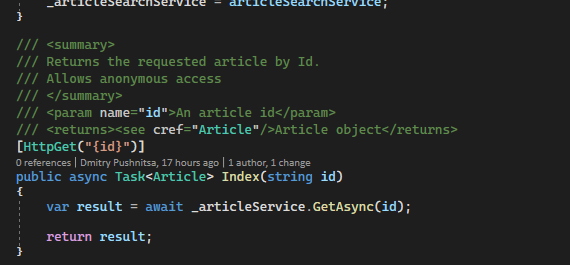 _articleSearchService = articleSearchService;
}
/// <summary>
/// Returns the requested article by Id.
/// Allows anonymous access
/// </summary>
/// <param name="id">An article id</param>
/// <returns><see cref="Article"/>Article object</returns>
[HttpGet("{id}")]
0 references | Dmitry Pushnitsa, 17 hours ago | 1 author, 1 change
public async Task<Article> Index(string id)
{
var result = await _articleService.GetAsync(id);
return result;
}